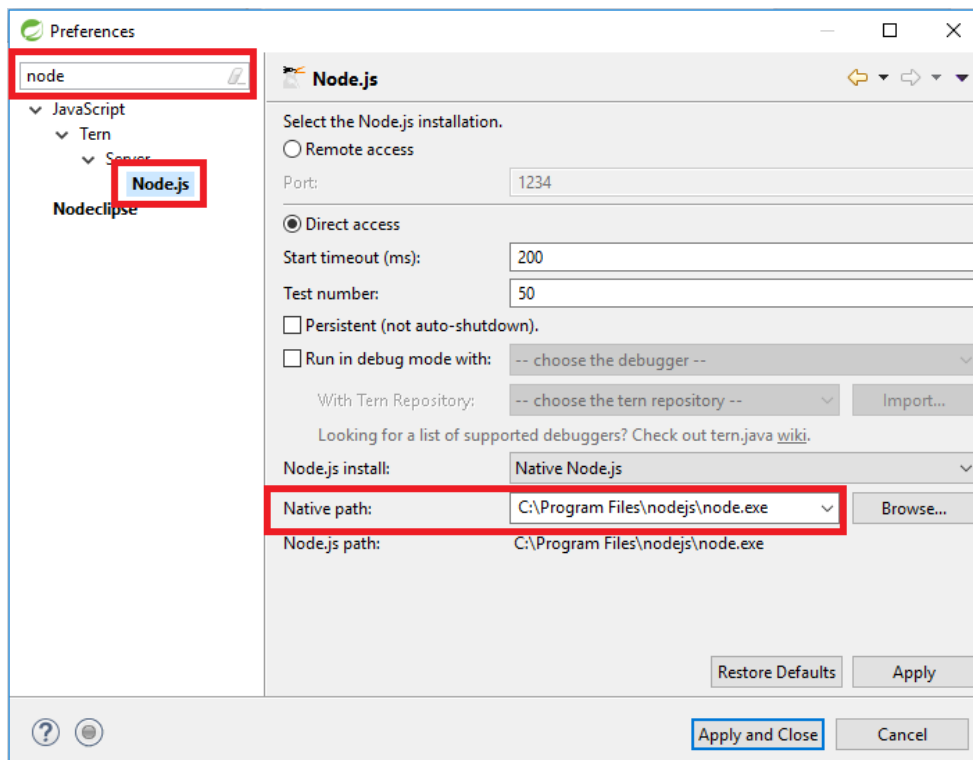 Preferences
node
JavaScript
Tern
Server
Node.js
Nodeclipse
Node.js
Select the Node.js installation.
Remote access
Port: 1234
Direct access
Start timeout (ms): 200
Test number: 50
Persistent (not auto-shutdown).
Run in debug mode with: -- choose the debugger --
With Tern Repository: -- choose the tern repository -- Import...
Looking for a list of supported debuggers? Check out tern.java wiki.
Node.js install: Native Node.js
Native path: C:\Program Files\nodejs\node.exe Browse...
Node.js path: C:\Program Files\nodejs\node.exe
Restore Defaults Apply
? Apply and Close Cancel